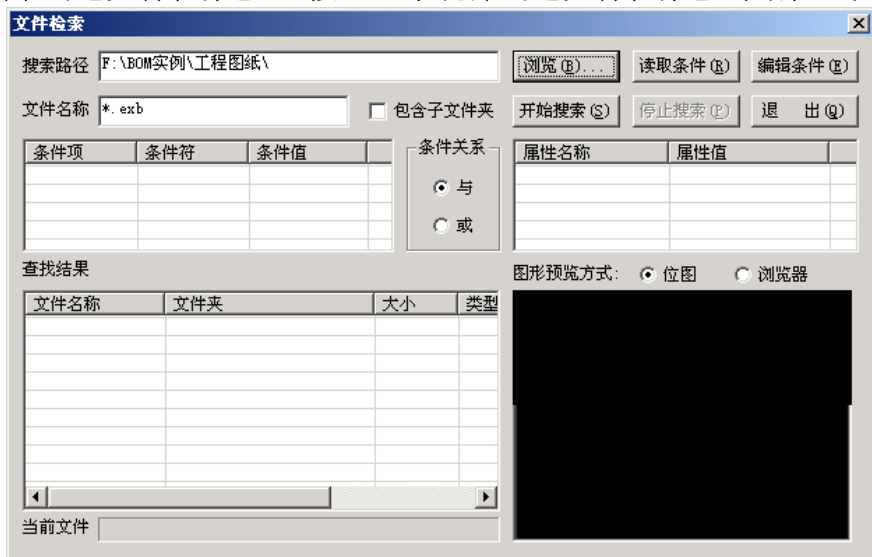 文件检索
搜索路径 F:\BOM实例\工程图纸\ 浏览(B)... 读取条件(R) 编辑条件(E)
文件名称 *.exb 包含子文件夹 开始搜索(S) 停止搜索(P) 退 出(Q)
条件项 条件符 条件值 条件关系 属性名称 属性值
与
或
查找结果 图形预览方式: 位图 浏览器
文件名称 文件夹 大小 类型
当前文件